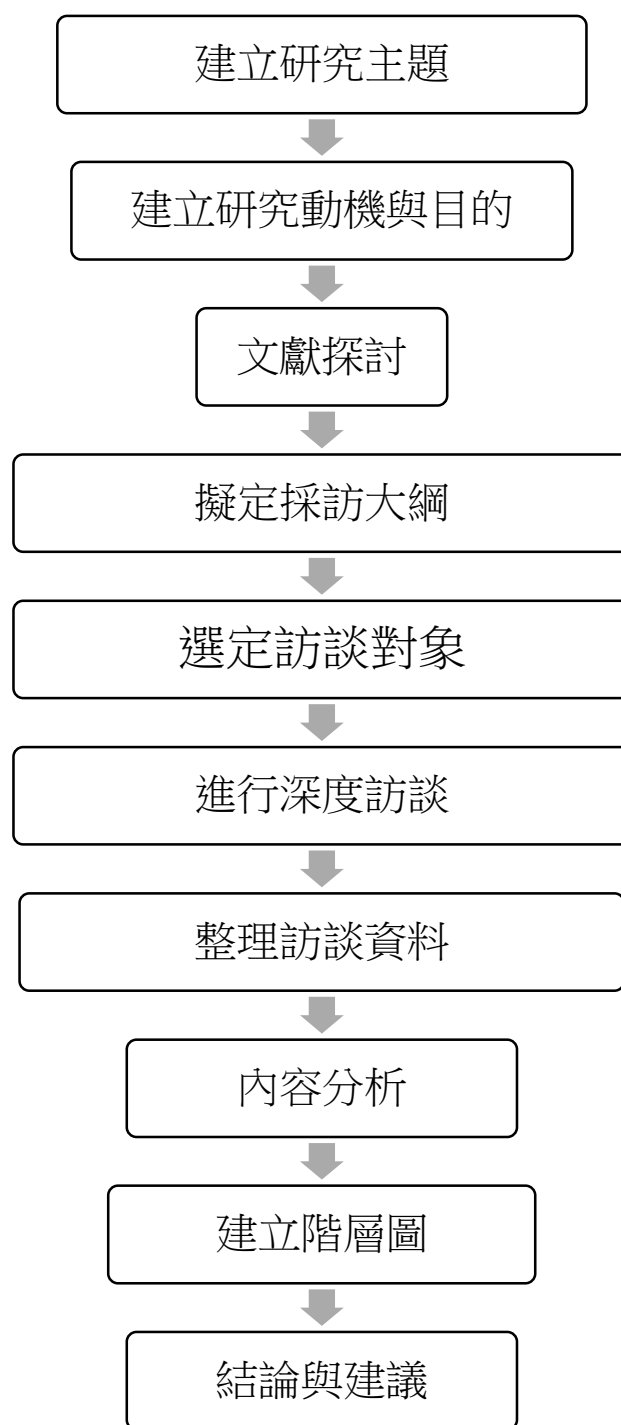 建立研究主題
建立研究動機與目的
文獻探討
擬定採訪大綱
選定訪談對象
進行深度訪談
整理訪談資料
內容分析
建立階層圖
結論與建議